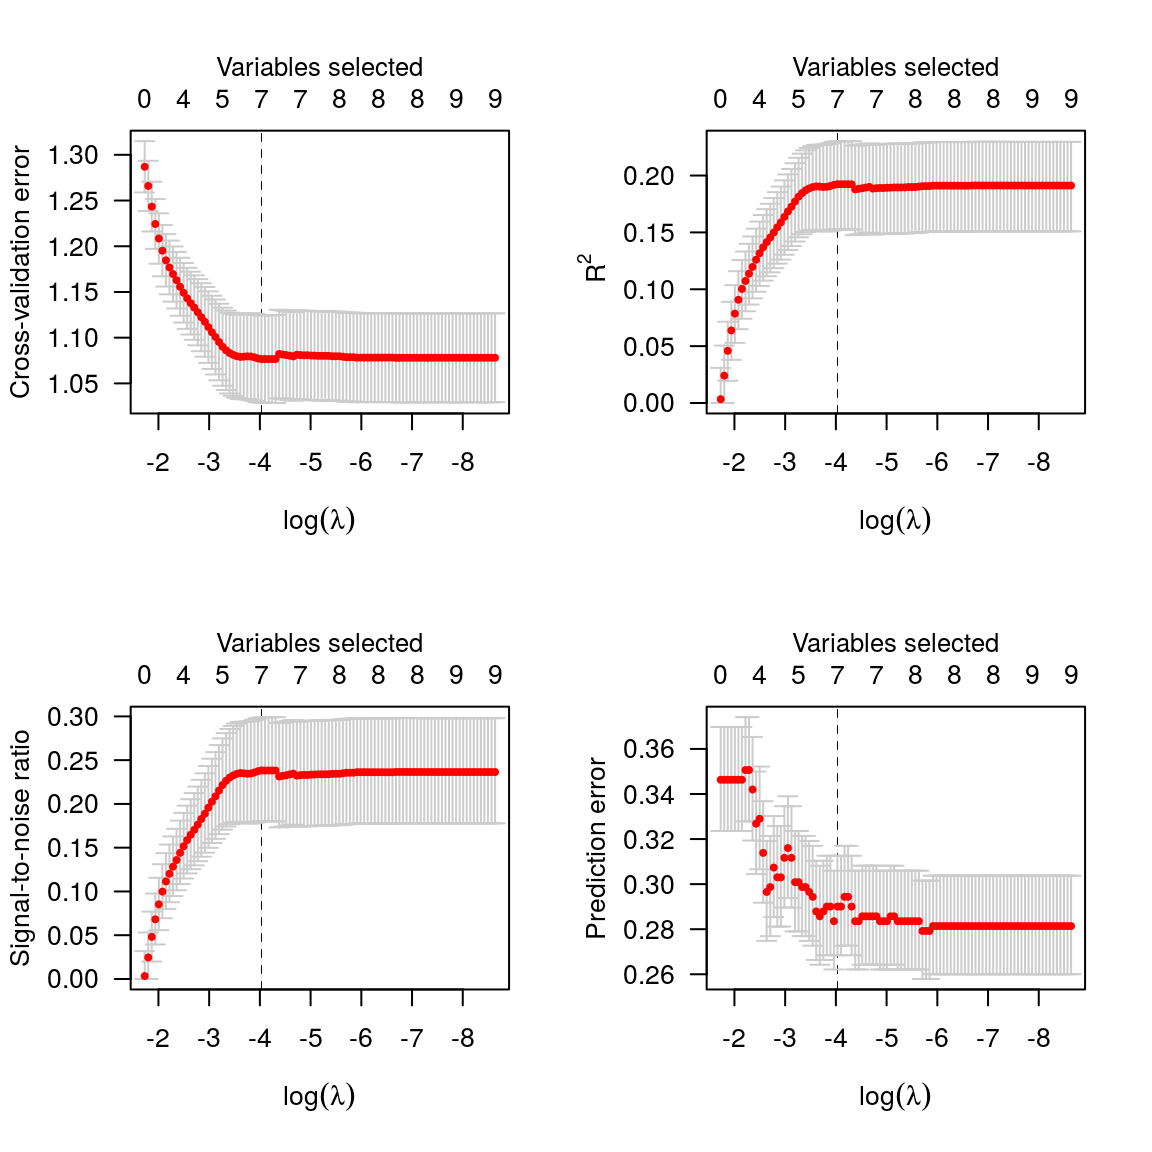 Variables selected
0 4 5 7 7 8 8 8 9 9
Cross-validation error
1.30
1.25
1.20
1.15
1.10
1.05
-2 -3 -4 -5 -6 -7 -8
log(λ)
Variables selected
0 4 5 7 7 8 8 8 9 9
R²
0.20
0.15
0.10
0.05
0.00
-2 -3 -4 -5 -6 -7 -8
log(λ)
Variables selected
0 4 5 7 7 8 8 8 9 9
Signal-to-noise ratio
0.30
0.25
0.20
0.15
0.10
0.05
0.00
-2 -3 -4 -5 -6 -7 -8
log(λ)
Variables selected
0 4 5 7 7 8 8 8 9 9
Prediction error
0.36
0.34
0.32
0.30
0.28
0.26
-2 -3 -4 -5 -6 -7 -8
log(λ)